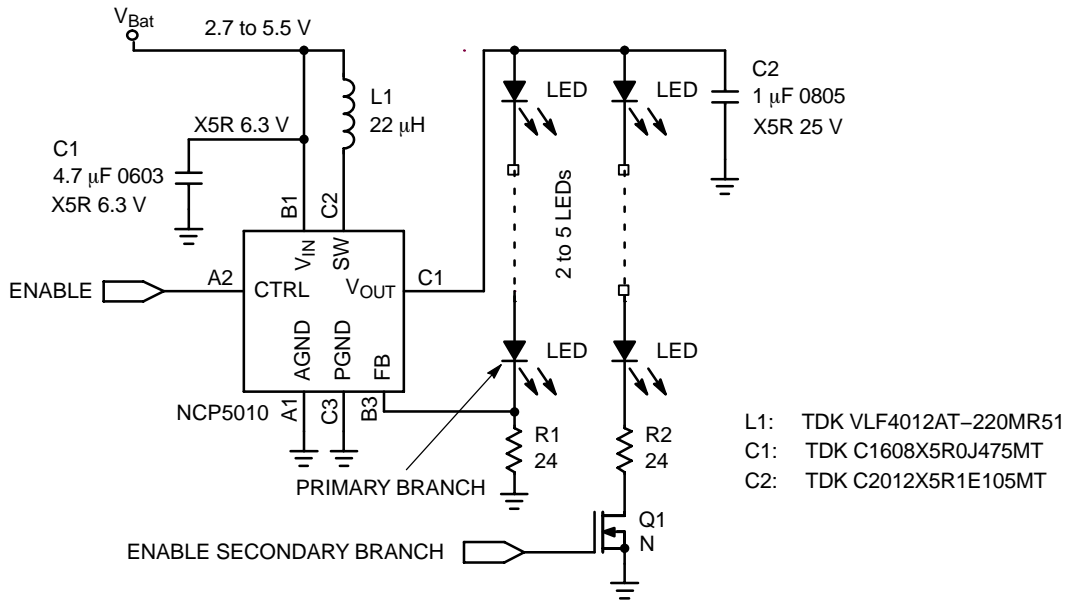 VBat
2.7 to 5.5 V
L1
22 μH
X5R 6.3 V
C1
4.7 μF 0603
X5R 6.3 V
B1
C2
LED
LED
C2
1 μF 0805
X5R 25 V
2 to 5 LEDs
ENABLE
A2
CTRL
VIN
SW
VOUT
C1
AGND
PGND
FB
NCP5010
A1
C3
B3
LED
LED
R1
24
R2
24
PRIMARY BRANCH
Q1
N
ENABLE SECONDARY BRANCH
L1: TDK VLF4012AT−220MR51
C1: TDK C1608X5R0J475MT
C2: TDK C2012X5R1E105MT